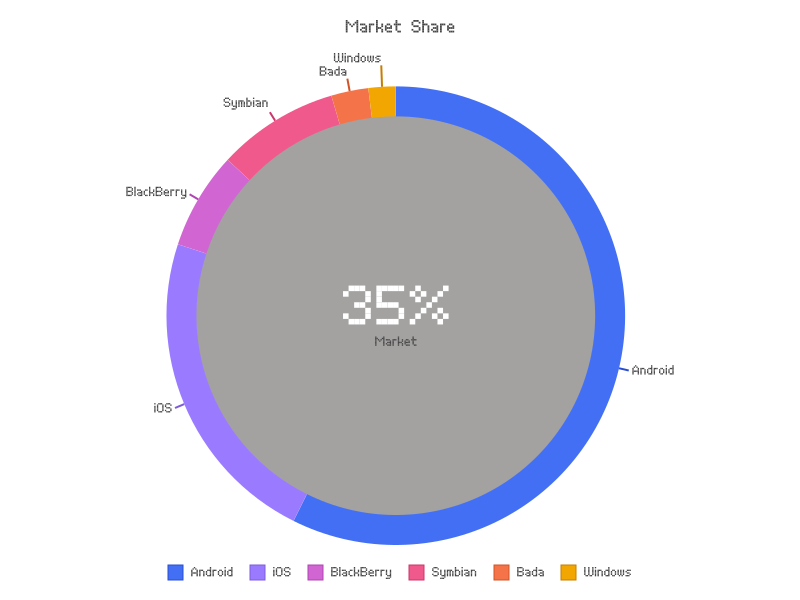 Market Share
Windows
Bada
Symbian
BlackBerry
35%
Market
Android
iOS
Android iOS BlackBerry Symbian Bada Windows